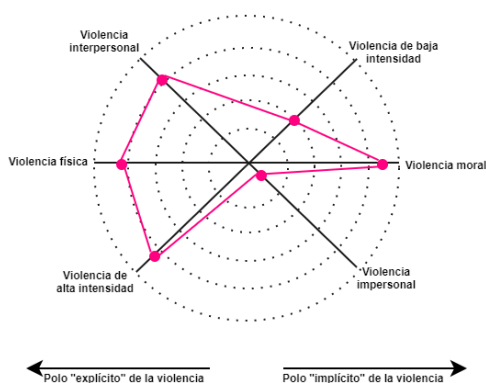 Violencia
interpersonal
Violencia de baja
intensidad
Violencia física
Violencia moral
Violencia de
alta intensidad
Violencia
impersonal
Polo "explícito" de la violencia
Polo "implícito" de la violencia